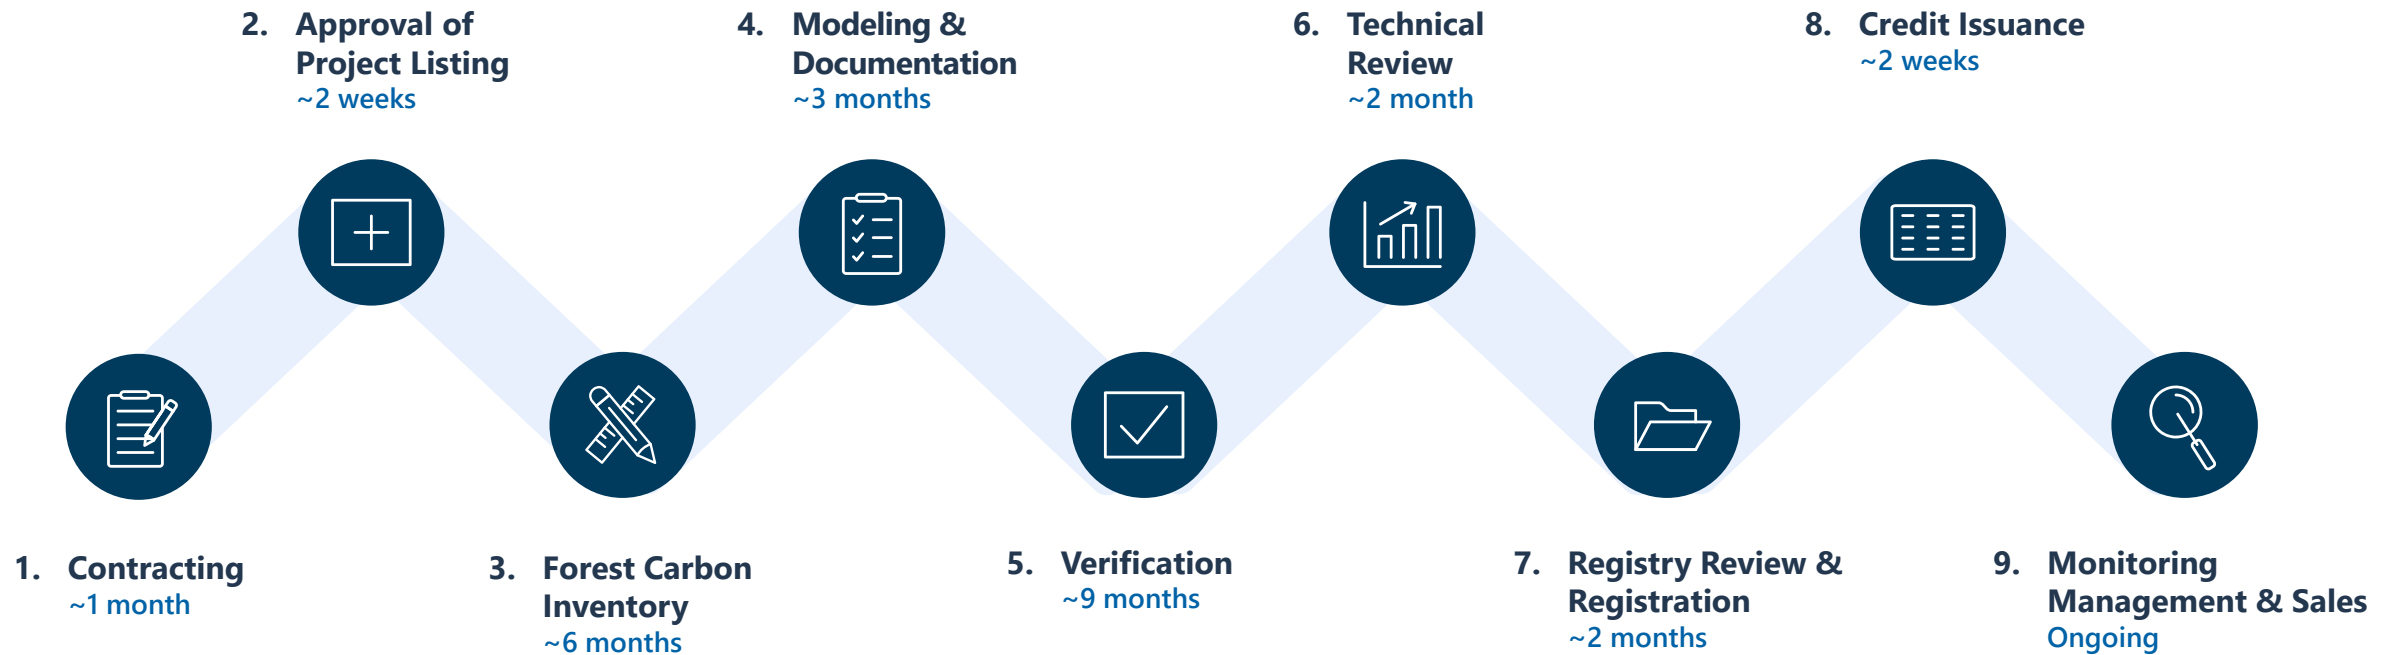 1. Contracting
~1 month
2. Approval of
Project Listing
~2 weeks
3. Forest Carbon
Inventory
~6 months
4. Modeling &
Documentation
~3 months
5. Verification
~9 months
6. Technical
Review
~2 month
7. Registry Review &
Registration
~2 months
8. Credit Issuance
~2 weeks
9. Monitoring
Management & Sales
Ongoing